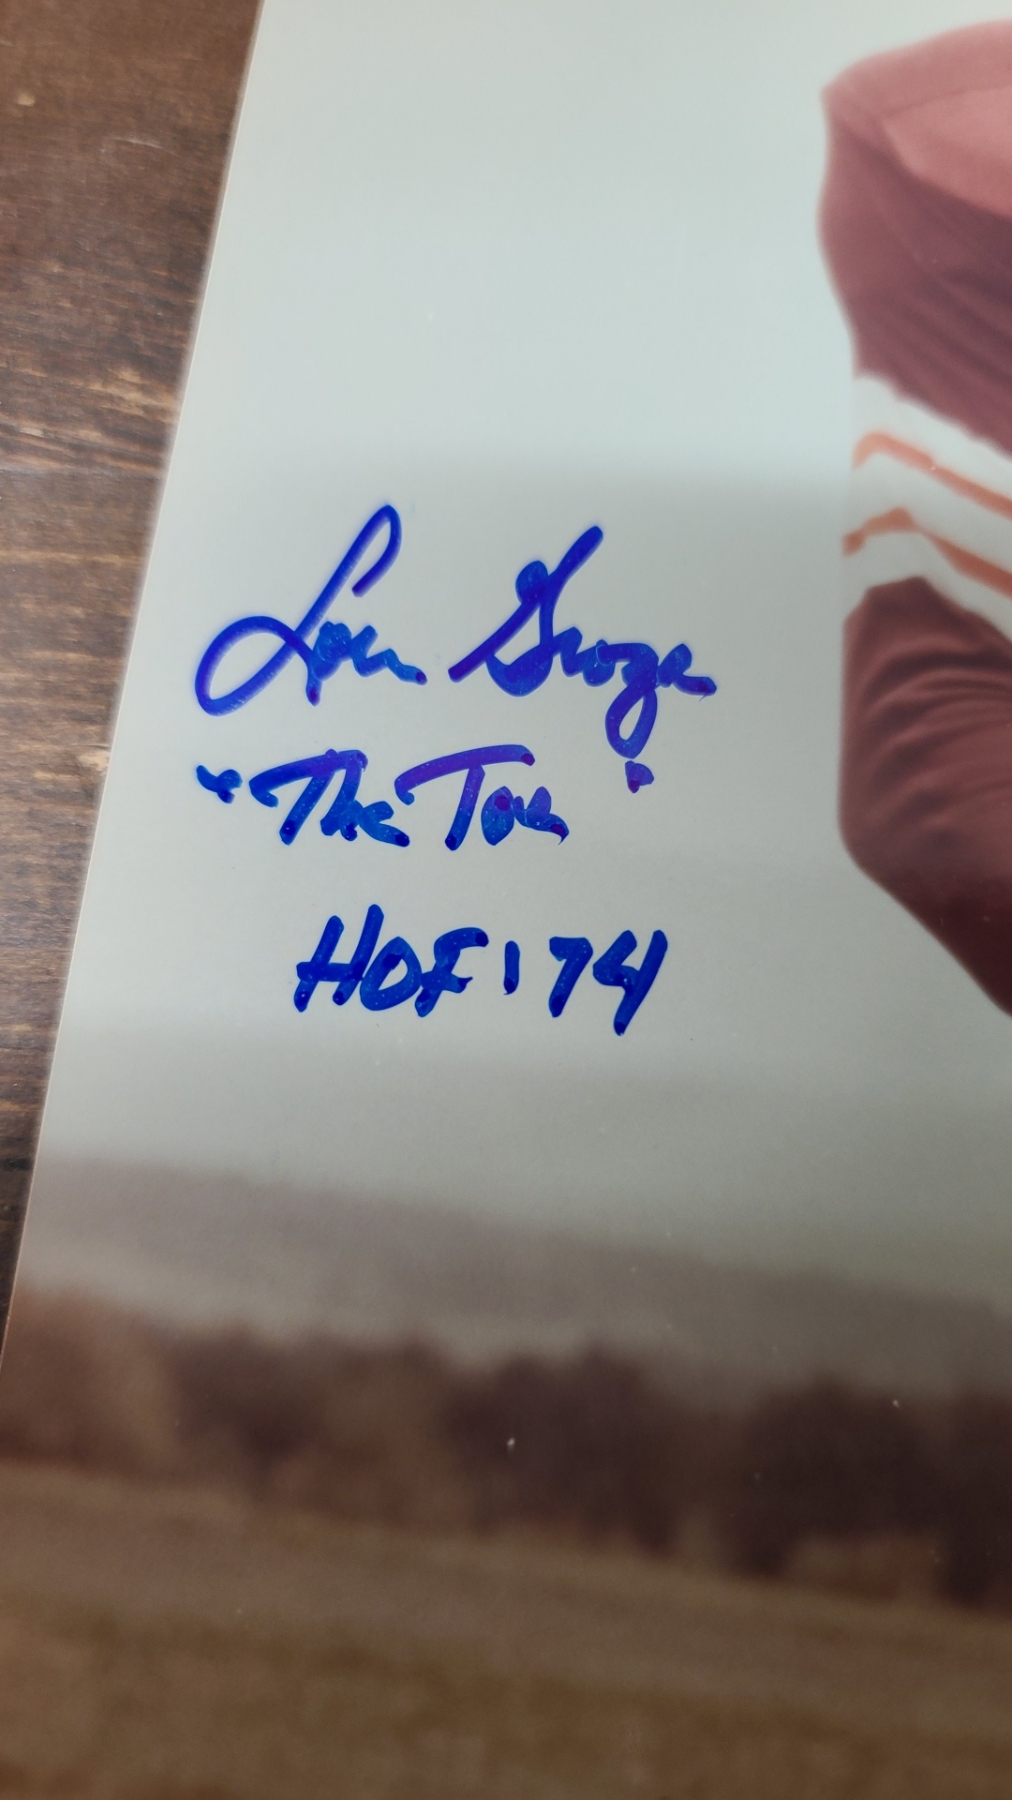 Lou Groza
"The Toe"
HOF '74